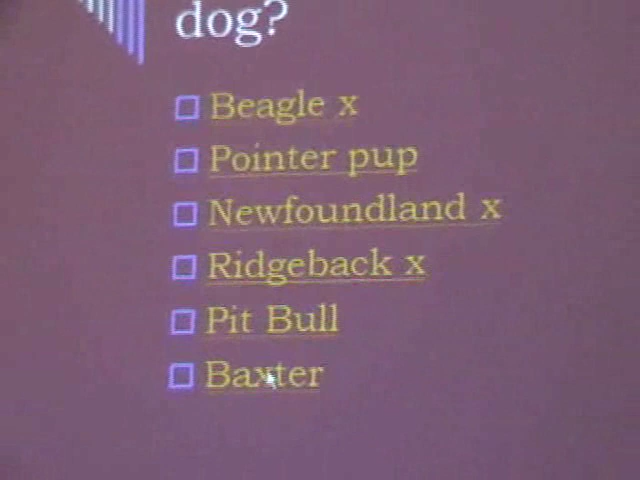 dog?
Beagle x
Pointer pup
Newfoundland x
Ridgeback x
Pit Bull
Baxter